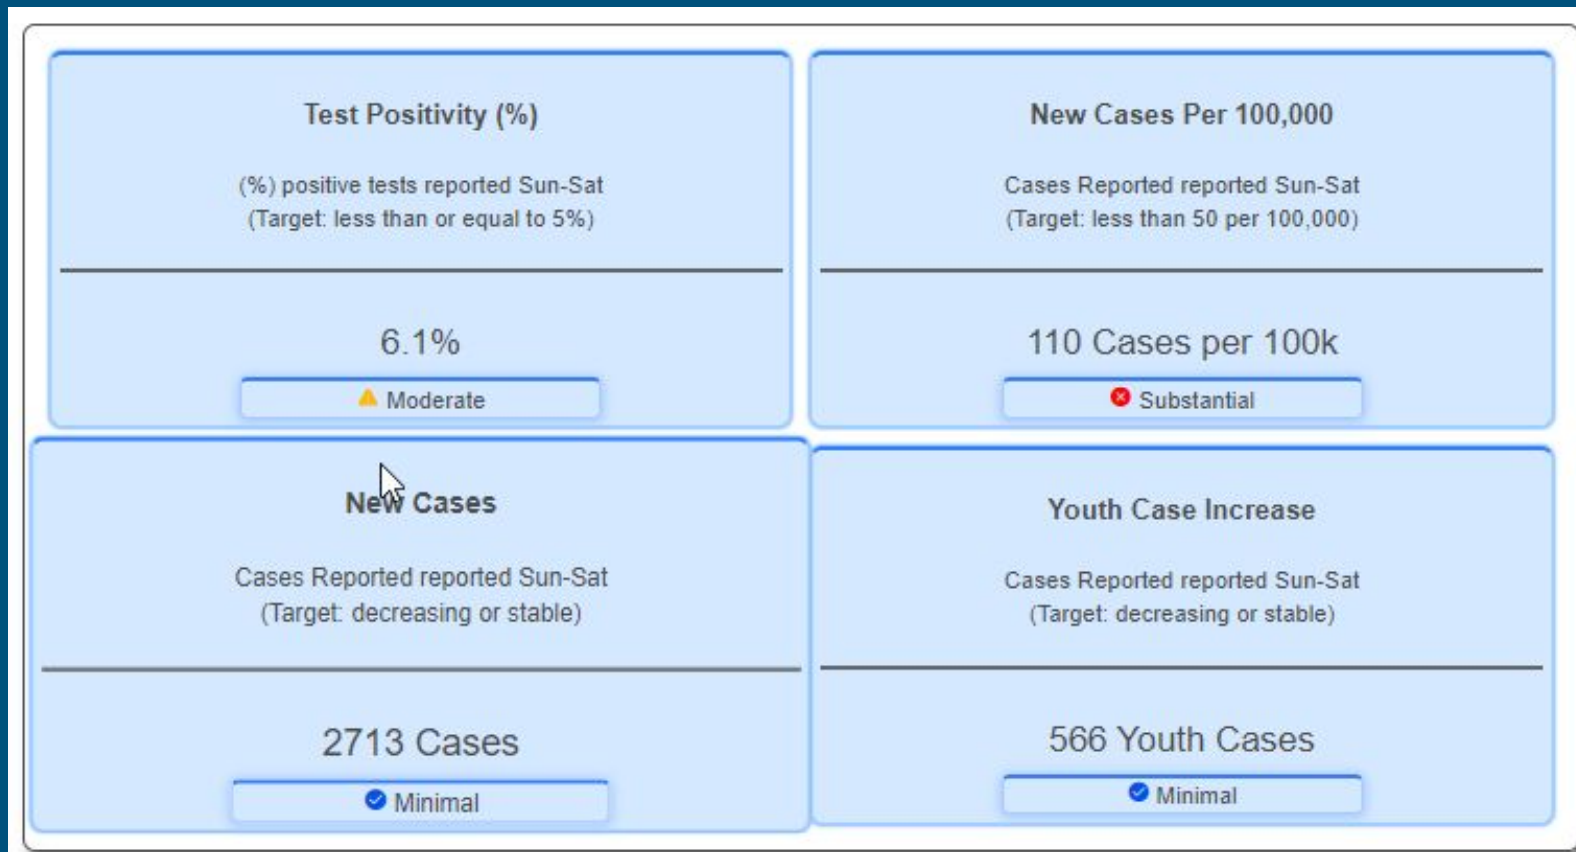 Test Positivity (%)
(%) positive tests reported Sun-Sat
(Target: less than or equal to 5%)
6.1%
Moderate
New Cases Per 100,000
Cases Reported reported Sun-Sat
(Target: less than 50 per 100,000)
110 Cases per 100k
Substantial
New Cases
Cases Reported reported Sun-Sat
(Target: decreasing or stable)
2713 Cases
Minimal
Youth Case Increase
Cases Reported reported Sun-Sat
(Target: decreasing or stable)
566 Youth Cases
Minimal